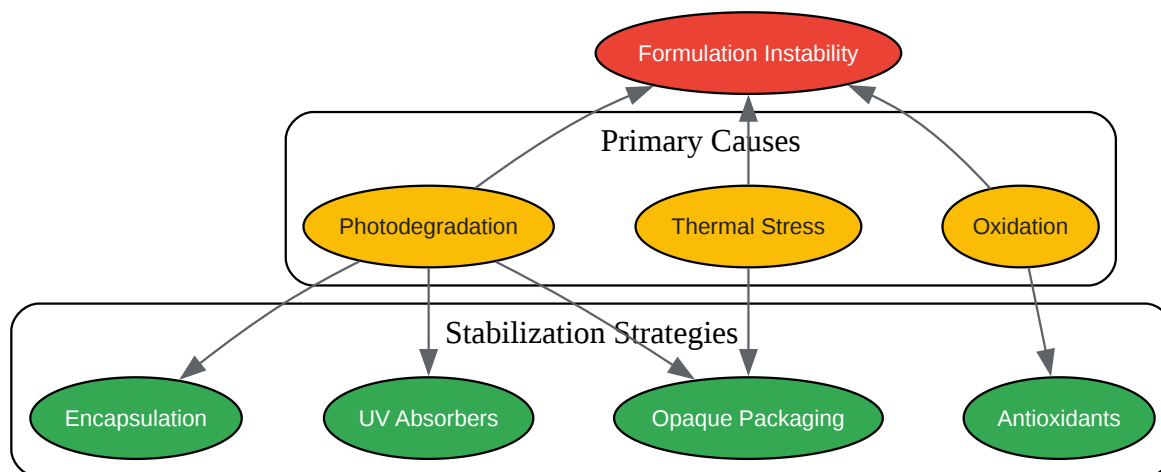 Formulation Instability
Primary Causes
Photodegradation
Thermal Stress
Oxidation
Stabilization Strategies
Encapsulation
UV Absorbers
Opaque Packaging
Antioxidants